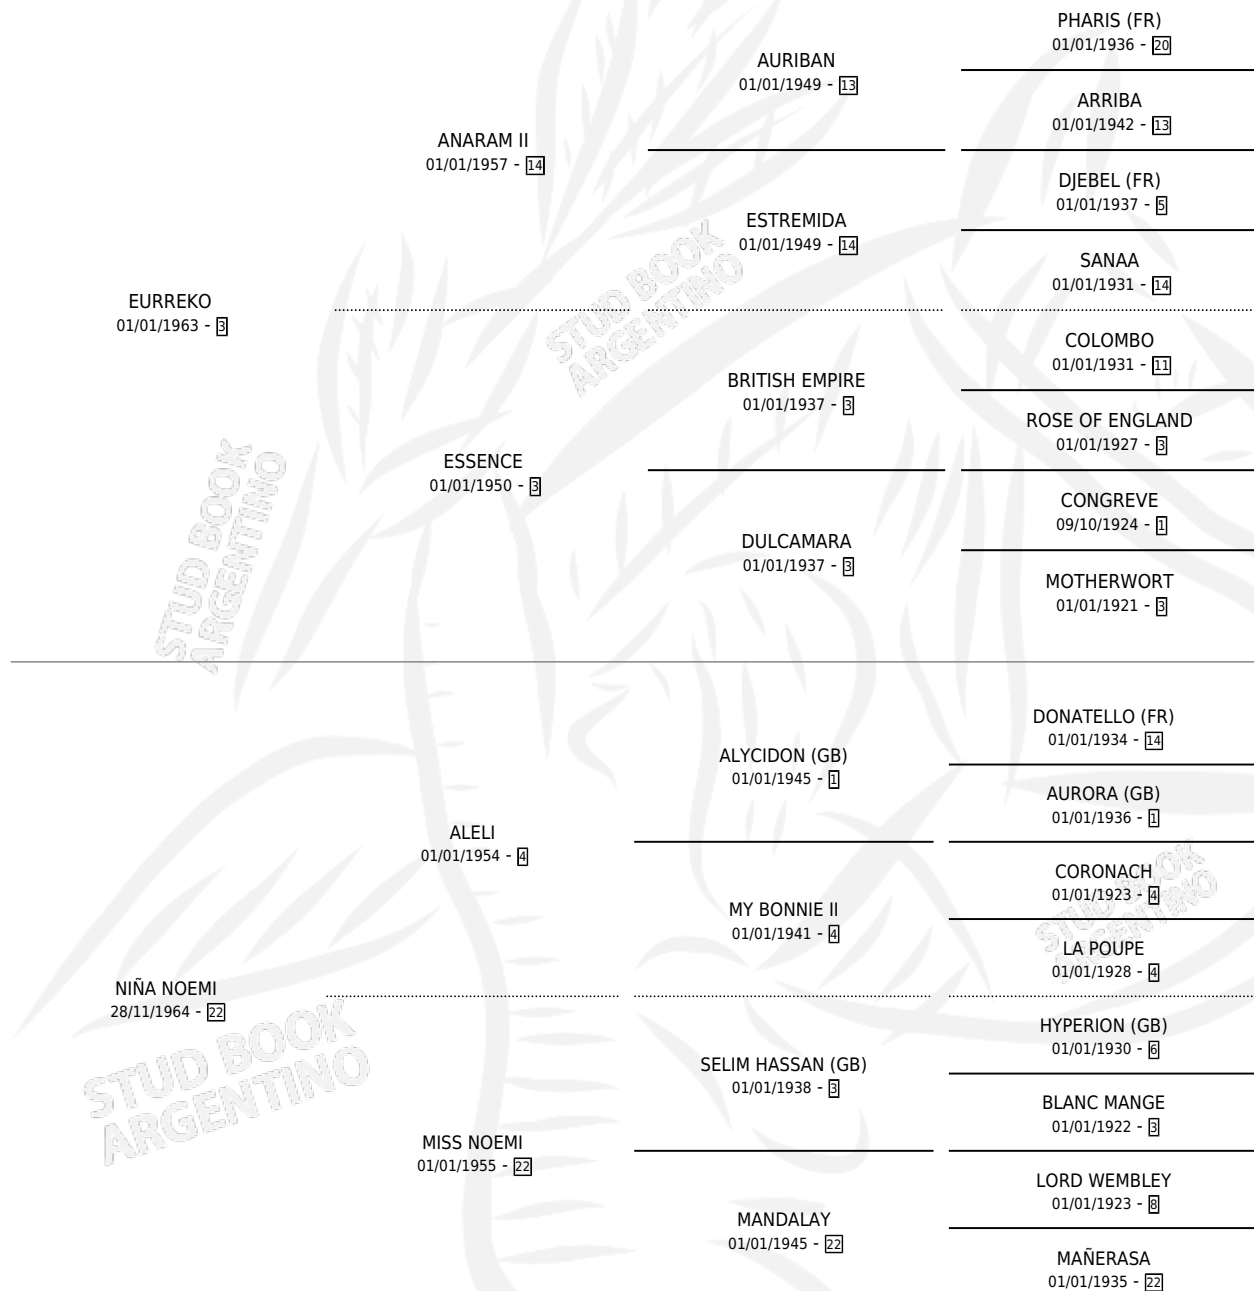 PHARIS (FR)
01/01/1936 - 20
AURIBAN
01/01/1949 - 13
ARRIBA
01/01/1942 - 13
ANARAM II
01/01/1957 - 14
DJEBEL (FR)
01/01/1937 - 5
ESTREMIDA
01/01/1949 - 14
SANAA
01/01/1931 - 14
EURREKO
01/01/1963 - 3
COLOMBO
01/01/1931 - 11
BRITISH EMPIRE
01/01/1937 - 3
ROSE OF ENGLAND
01/01/1927 - 3
ESSENCE
01/01/1950 - 3
CONGREVE
09/10/1924 - 1
DULCAMARA
01/01/1937 - 3
MOTHERWORT
01/01/1921 - 3
DONATELLO (FR)
01/01/1934 - 14
ALYCIDON (GB)
01/01/1945 - 1
AURORA (GB)
01/01/1936 - 1
ALELI
01/01/1954 - 4
CORONACH
01/01/1923 - 4
MY BONNIE II
01/01/1941 - 4
LA POUPE
01/01/1928 - 4
NIÑA NOEMI
28/11/1964 - 22
HYPERION (GB)
01/01/1930 - 6
SELIM HASSAN (GB)
01/01/1938 - 3
BLANC MANGE
01/01/1922 - 3
MISS NOEMI
01/01/1955 - 22
LORD WEMBLEY
01/01/1923 - 8
MANDALAY
01/01/1945 - 22
MAÑERASA
01/01/1935 - 22
STUD BOOK
ARGENTINO
STUD BOOK
ARGENTINO
STUD BOOK
ARGENTINO
STUD BOOK
ARGENTINO